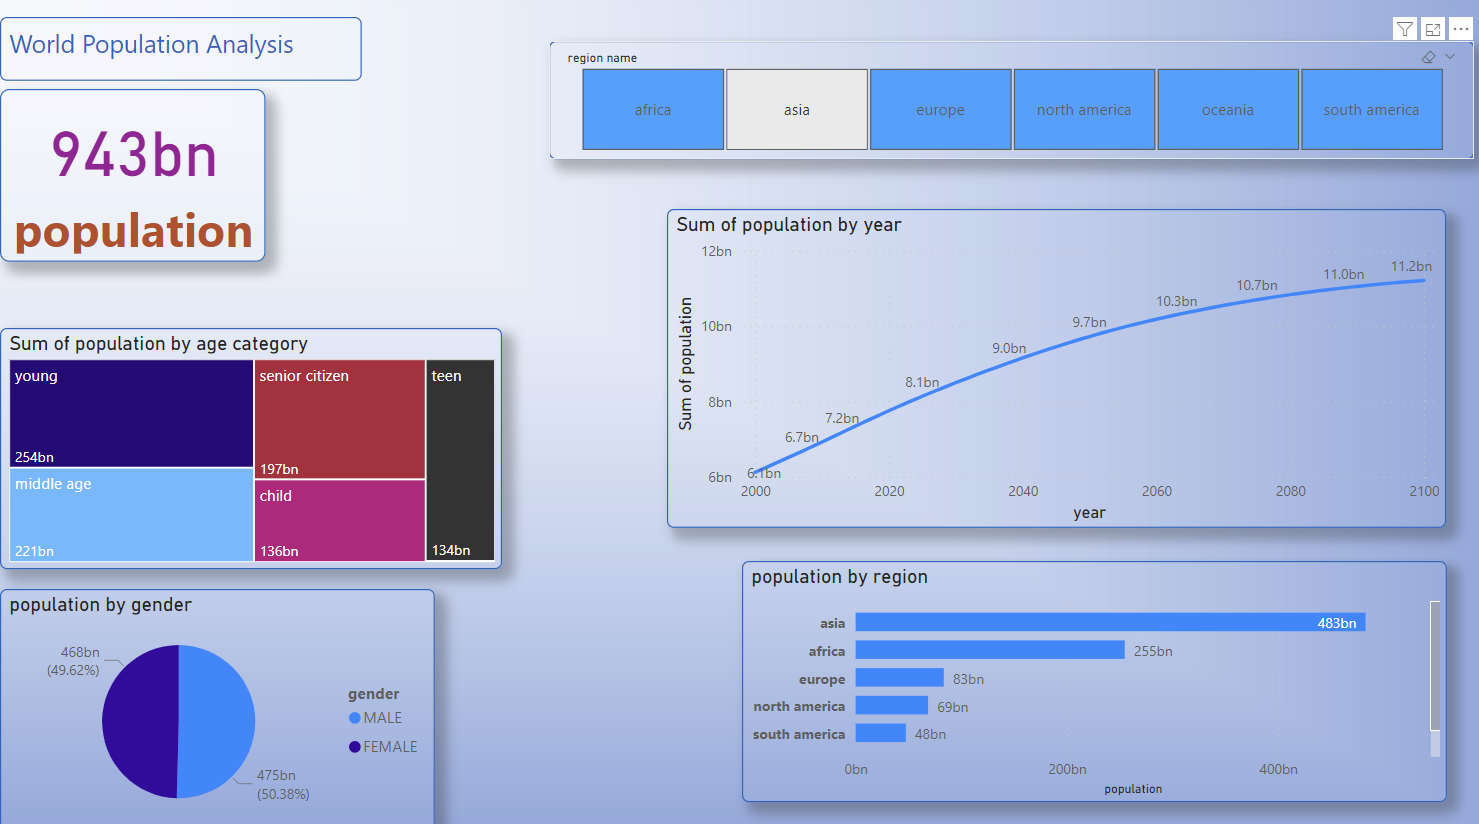 World Population Analysis
943bn
population
region name
africa
asia
europe
north america
oceania
south america
Sum of population by year
Sum of population
12bn
10bn
8bn
6bn
6.1bn
6.7bn
7.2bn
8.1bn
9.0bn
9.7bn
10.3bn
10.7bn
11.0bn
11.2bn
2000
2020
2040
2060
2080
2100
year
Sum of population by age category
young
254bn
middle age
221bn
senior citizen
197bn
child
136bn
teen
134bn
population by gender
468bn
(49.62%)
475bn
(50.38%)
gender
MALE
FEMALE
population by region
asia
483bn
africa
255bn
europe
83bn
north america
69bn
south america
48bn
0bn
200bn
400bn
population